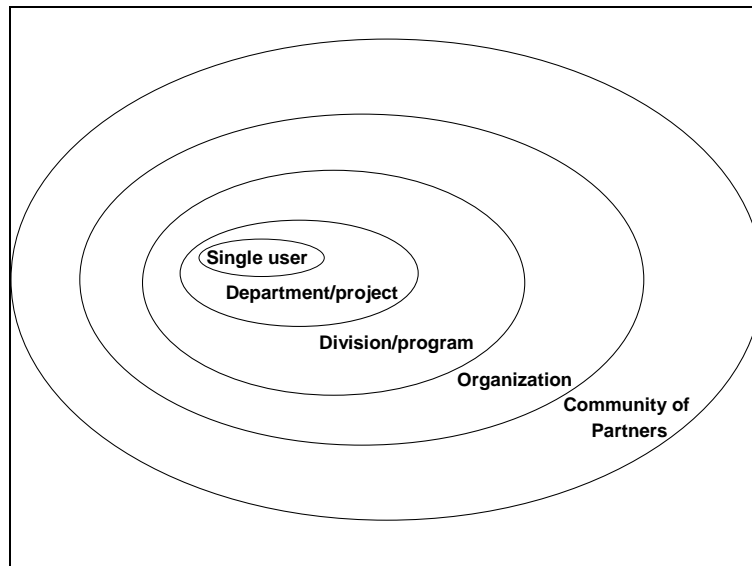 Single user
Department/project
Division/program
Organization
Community of
Partners